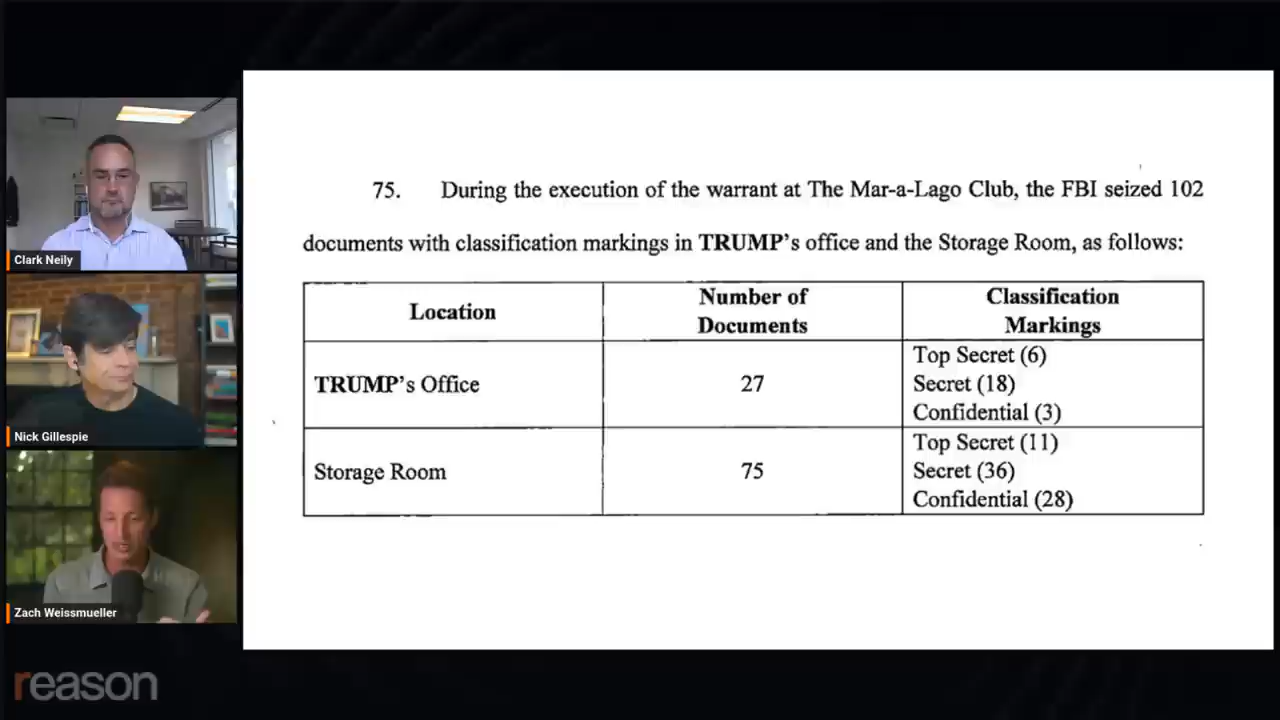 Clark Neily
Nick Gillespie
Zach Weissmueller
reason
75. During the execution of the warrant at The Mar-a-Lago Club, the FBI seized 102
documents with classification markings in TRUMP's office and the Storage Room, as follows:
Location
Number of
Documents
Classification
Markings
TRUMP's Office
27
Top Secret (6)
Secret (18)
Confidential (3)
Storage Room
75
Top Secret (11)
Secret (36)
Confidential (28)